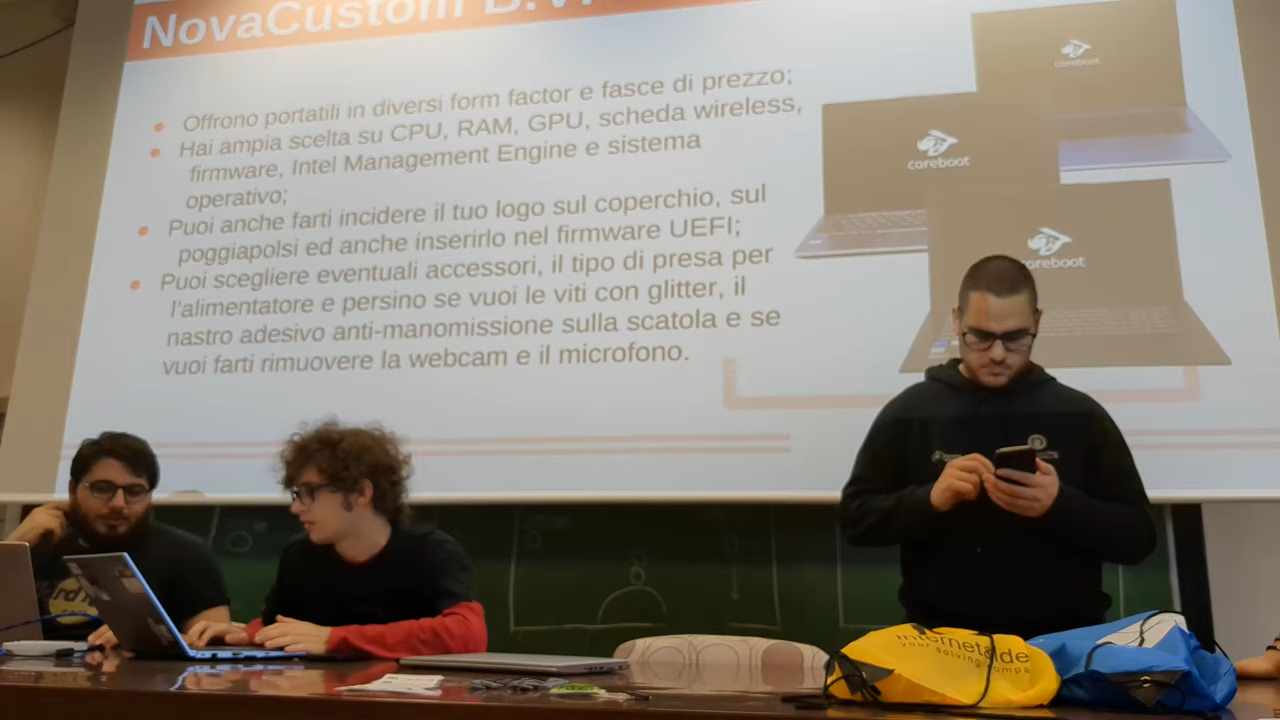 NovaCustom B.V.
Offrono portatili in diversi form factor e fasce di prezzo;
Hai ampia scelta su CPU, RAM, GPU, scheda wireless,
firmware, Intel Management Engine e sistema
operativo;
Puoi anche farti incidere il tuo logo sul coperchio, sul
poggiapolsi ed anche inserirlo nel firmware UEFI;
Puoi scegliere eventuali accessori, il tipo di presa per
l'alimentatore e persino se vuoi le viti con glitter, il
nastro adesivo anti-manomissione sulla scatola e se
vuoi farti rimuovere la webcam e il microfono.
coreboot
coreboot
coreboot
your solving compa